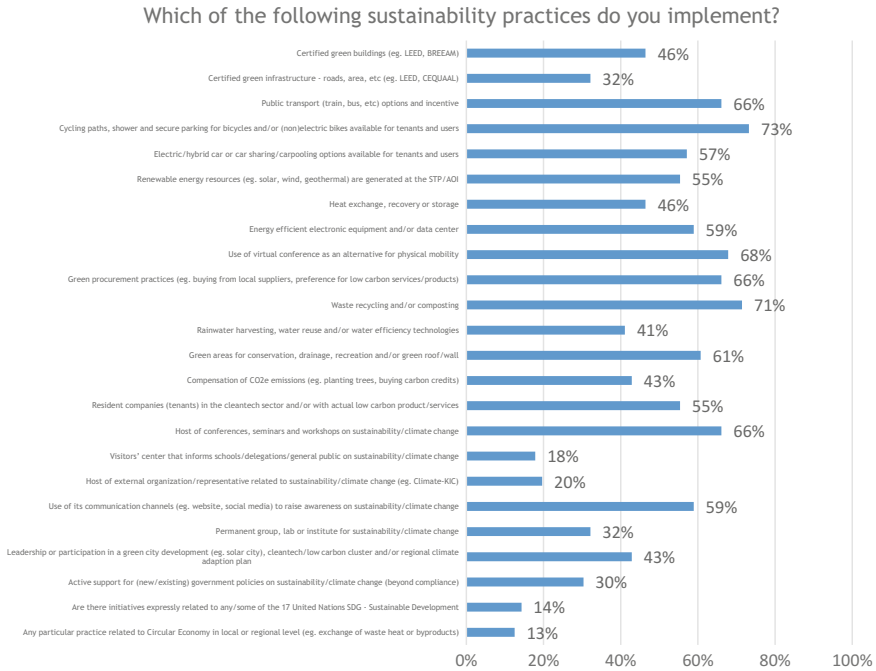 Which of the following sustainability practices do you implement?
Certified green buildings (eg. LEED, BREEAM) 46%
Certified green infrastructure - roads, area, etc (eg. LEED, CEQUAAL) 32%
Public transport (train, bus, etc) options and incentive 66%
Cycling paths, shower and secure parking for bicycles and/or (non)electric bikes available for tenants and users 73%
Electric/hybrid car or car sharing/carpooling options available for tenants and users 57%
Renewable energy resources (eg. solar, wind, geothermal) are generated at the STP/AOI 55%
Heat exchange, recovery or storage 46%
Energy efficient electronic equipment and/or data center 59%
Use of virtual conference as an alternative for physical mobility 68%
Green procurement practices (eg. buying from local suppliers, preference for low carbon services/products) 66%
Waste recycling and/or composting 71%
Rainwater harvesting, water reuse and/or water efficiency technologies 41%
Green areas for conservation, drainage, recreation and/or green roof/wall 61%
Compensation of CO2e emissions (eg. planting trees, buying carbon credits) 43%
Resident companies (tenants) in the cleantech sector and/or with actual low carbon product/services 55%
Host of conferences, seminars and workshops on sustainability/climate change 66%
Visitors' center that informs schools/delegations/general public on sustainability/climate change 18%
Host of external organization/representative related to sustainability/climate change (eg. Climate-KIC) 20%
Use of its communication channels (eg. website, social media) to raise awareness on sustainability/climate change 59%
Permanent group, lab or institute for sustainability/climate change 32%
Leadership or participation in a green city development (eg. solar city), cleantech/low carbon cluster and/or regional climate
adaption plan 43%
Active support for (new/existing) government policies on sustainability/climate change (beyond compliance) 30%
Are there initiatives expressly related to any/some of the 17 United Nations SDG - Sustainable Development 14%
Any particular practice related to Circular Economy in local or regional level (eg. exchange of waste heat or byproducts) 13%
0% 20% 40% 60% 80% 100%